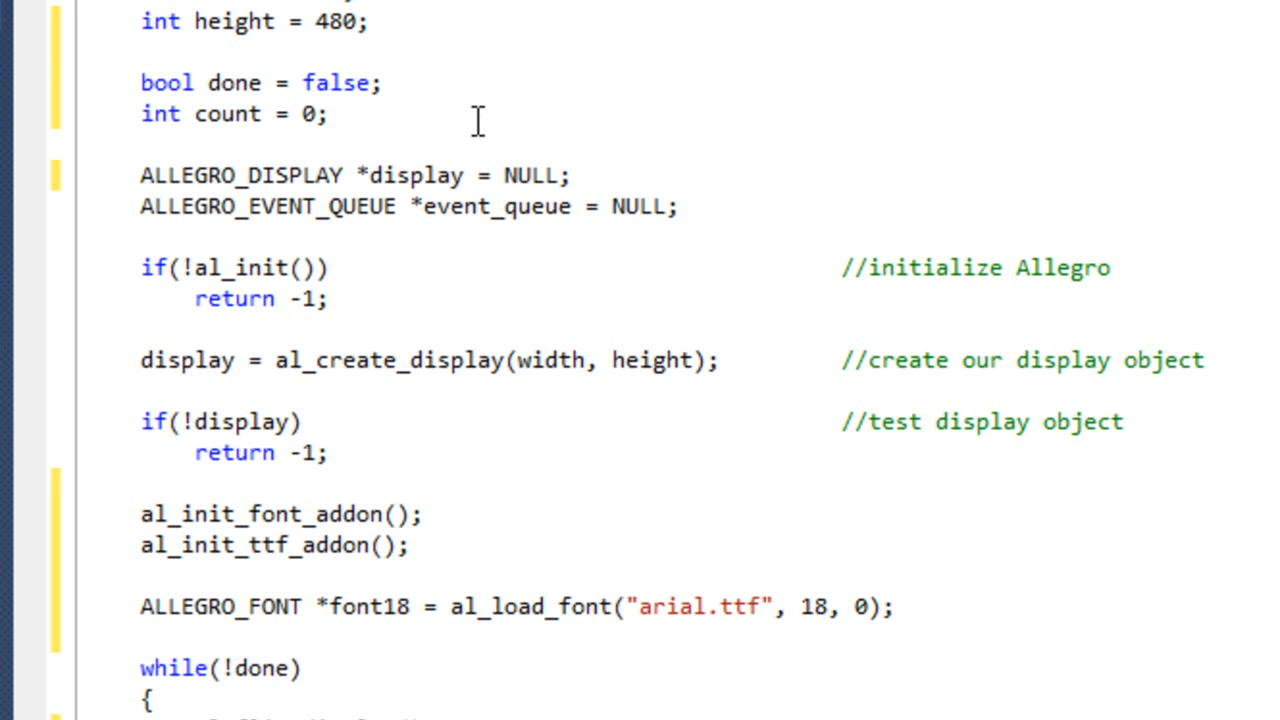 int height = 480;
bool done = false;
int count = 0;
ALLEGRO_DISPLAY *display = NULL;
ALLEGRO_EVENT_QUEUE *event_queue = NULL;
if(!al_init()) //initialize Allegro
return -1;
display = al_create_display(width, height); //create our display object
if(!display) //test display object
return -1;
al_init_font_addon();
al_init_ttf_addon();
ALLEGRO_FONT *font18 = al_load_font("arial.ttf", 18, 0);
while(!done)
{